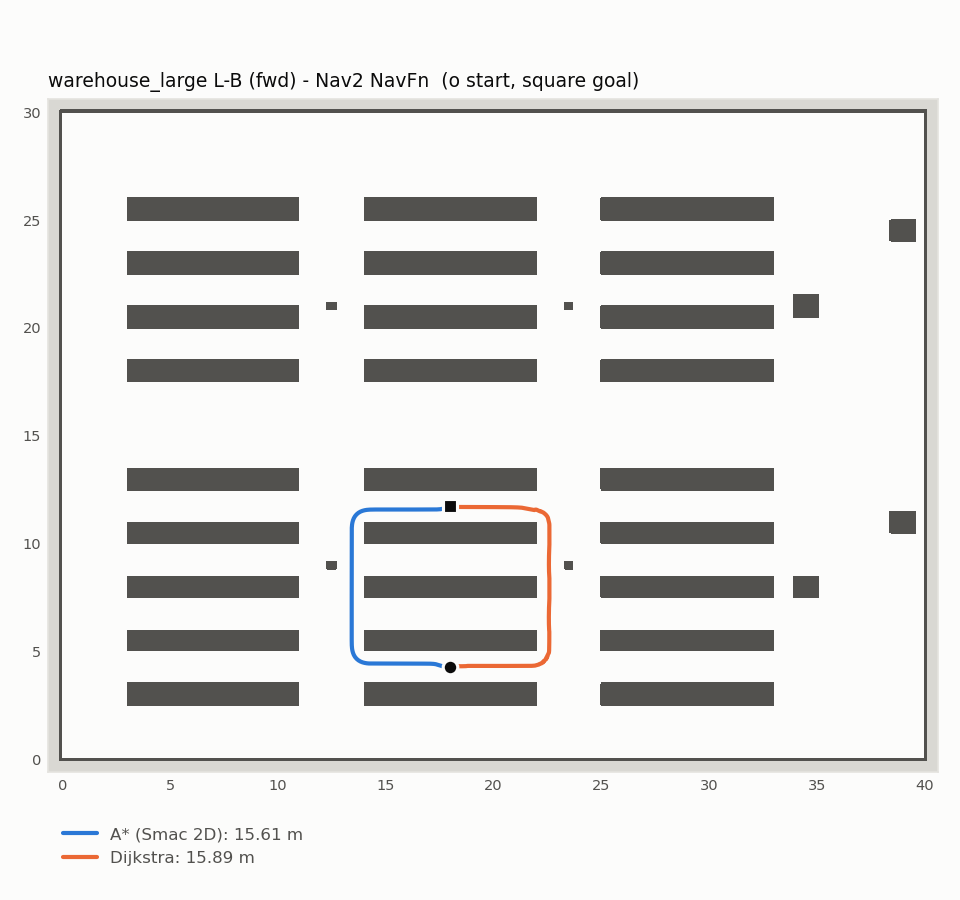 warehouse_large L-B (fwd) - Nav2 NavFn  (o start, square goal)
30
25
20
15
10
5
0
0 5 10 15 20 25 30 35 40
A* (Smac 2D): 15.61 m
Dijkstra: 15.89 m